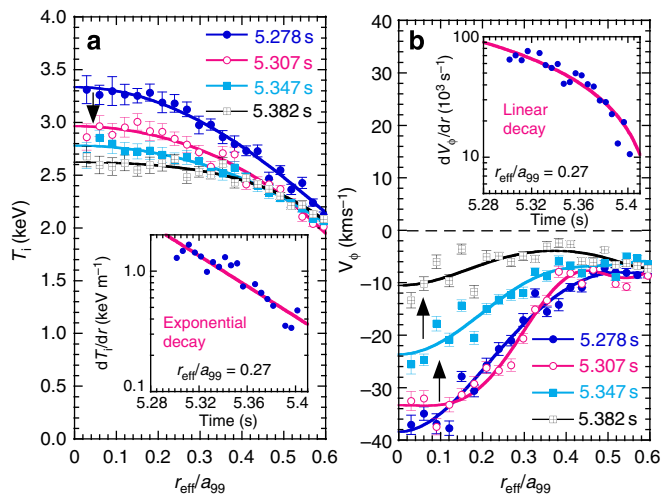 a
5.278 s
5.307 s
5.347 s
5.382 s
4.0
3.5
3.0
2.5
2.0
1.5
1.0
0.5
0.0
T_i (keV)
0 0.1 0.2 0.3 0.4 0.5 0.6
r_eff/a_99
1.0
0.1
dT_i/dr (keV m⁻¹)
Exponential
decay
r_eff/a_99 = 0.27
5.28 5.32 5.36 5.4
Time (s)
b
40
30
20
10
0
−10
−20
−30
−40
V_ϕ (kms⁻¹)
100
10
dV_ϕ/dr (10³ s⁻¹)
Linear
decay
r_eff/a_99 = 0.27
5.28 5.32 5.36 5.4
Time (s)
5.278 s
5.307 s
5.347 s
5.382 s
0 0.1 0.2 0.3 0.4 0.5 0.6
r_eff/a_99